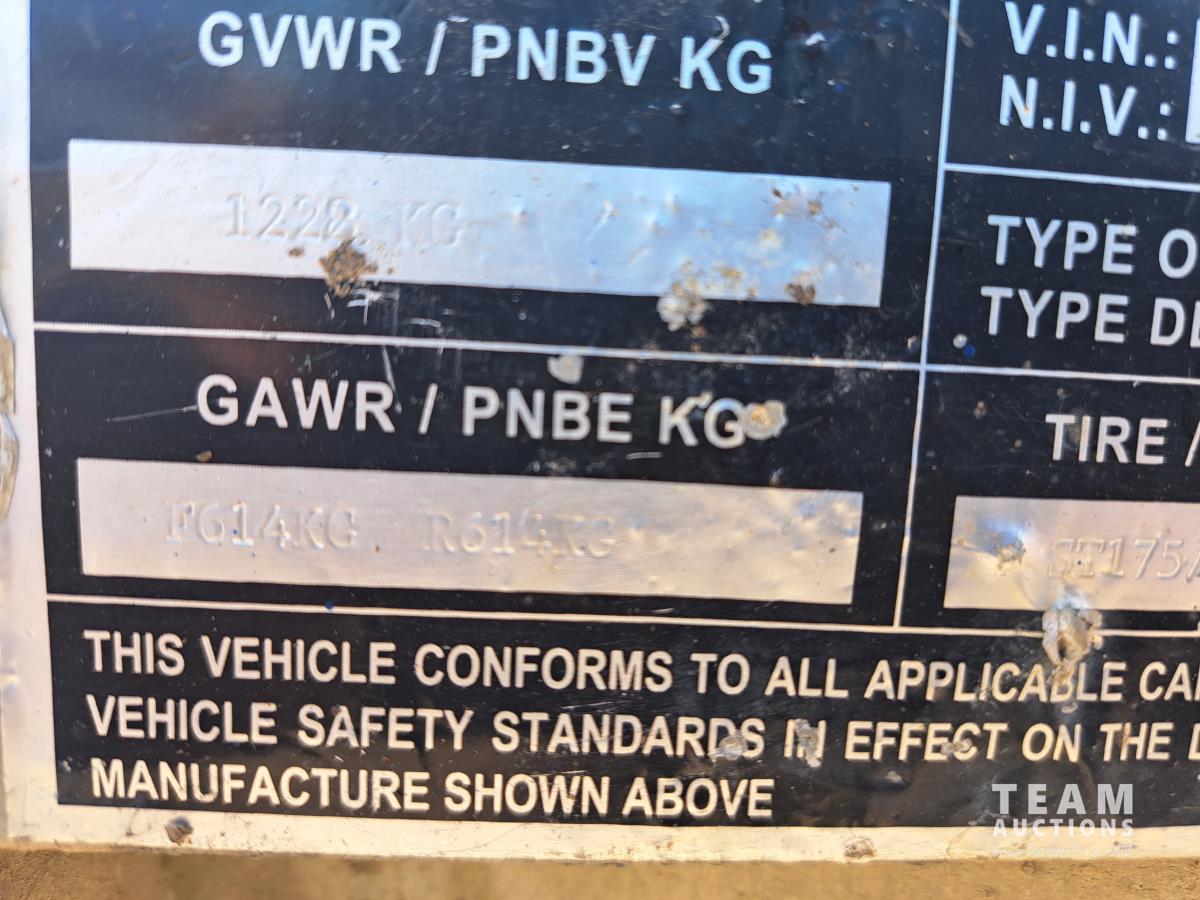 GVWR / PNBV KG
1228 KG
GAWR / PNBE KG
F614KG R614KG
V.I.N.:
N.I.V.:
TYPE O
TYPE DE
TIRE /
ST175/
THIS VEHICLE CONFORMS TO ALL APPLICABLE CA
VEHICLE SAFETY STANDARDS IN EFFECT ON THE D
MANUFACTURE SHOWN ABOVE
TEAM
AUCTIONS